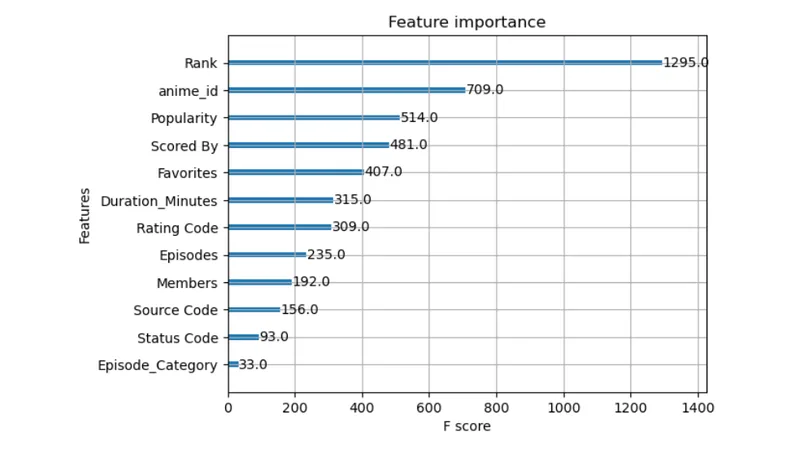 Feature importance
Rank 1295.0
anime_id 709.0
Popularity 514.0
Scored By 481.0
Favorites 407.0
Duration_Minutes 315.0
Rating Code 309.0
Episodes 235.0
Members 192.0
Source Code 156.0
Status Code 93.0
Episode_Category 33.0
Features
0 200 400 600 800 1000 1200 1400
F score